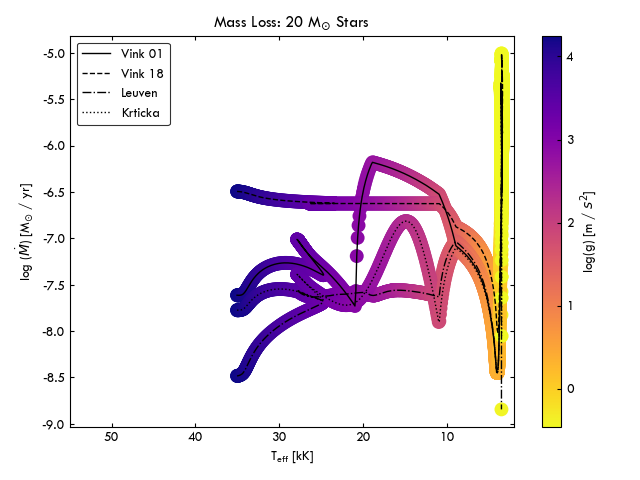 Mass Loss: 20 M⊙ Stars
Vink 01
Vink 18
Leuven
Krticka
-5.0
-5.5
-6.0
-6.5
-7.0
-7.5
-8.0
-8.5
-9.0
log (Ṁ) [M⊙ / yr]
50
40
30
20
10
T_eff [kK]
4
3
2
1
0
log(g) [m / s²]